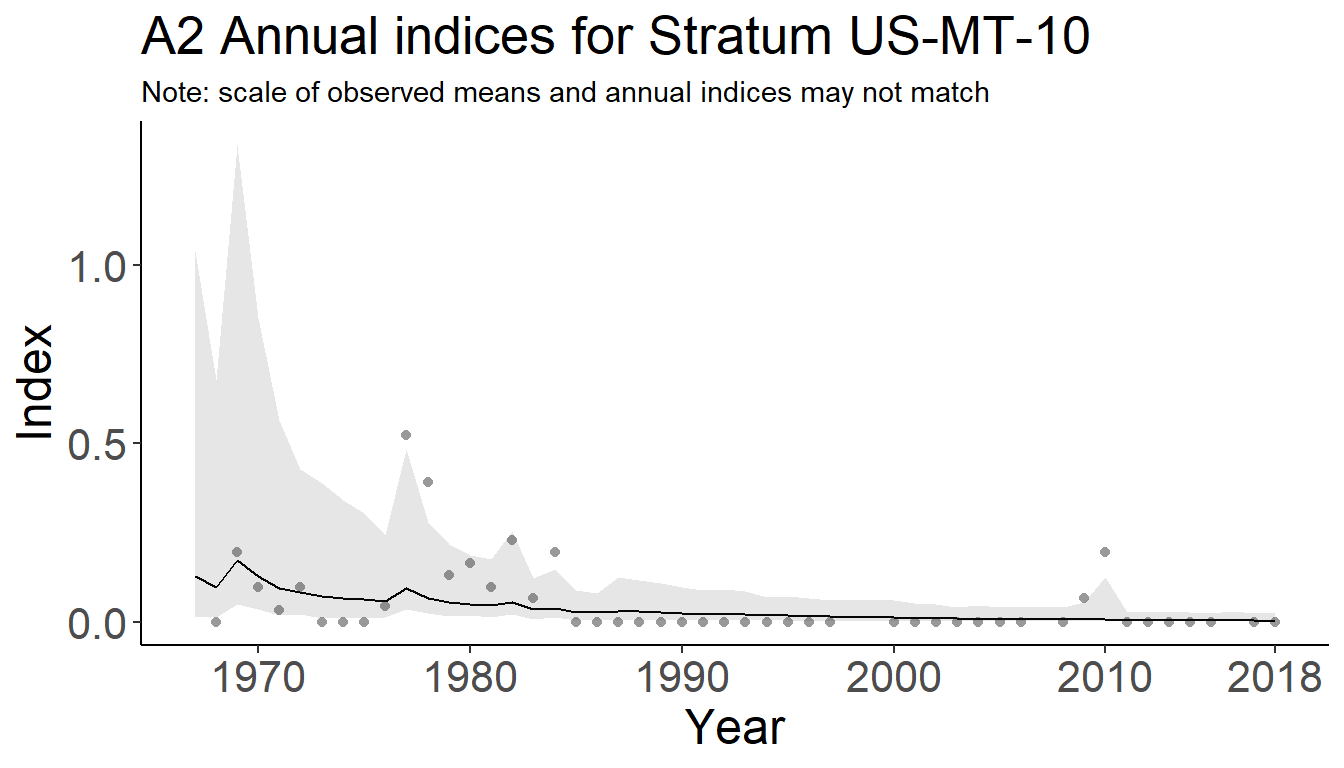 A2 Annual indices for Stratum US-MT-10
Note: scale of observed means and annual indices may not match
Index
1.0
0.5
0.0
1970 1980 1990 2000 2010 2018
Year